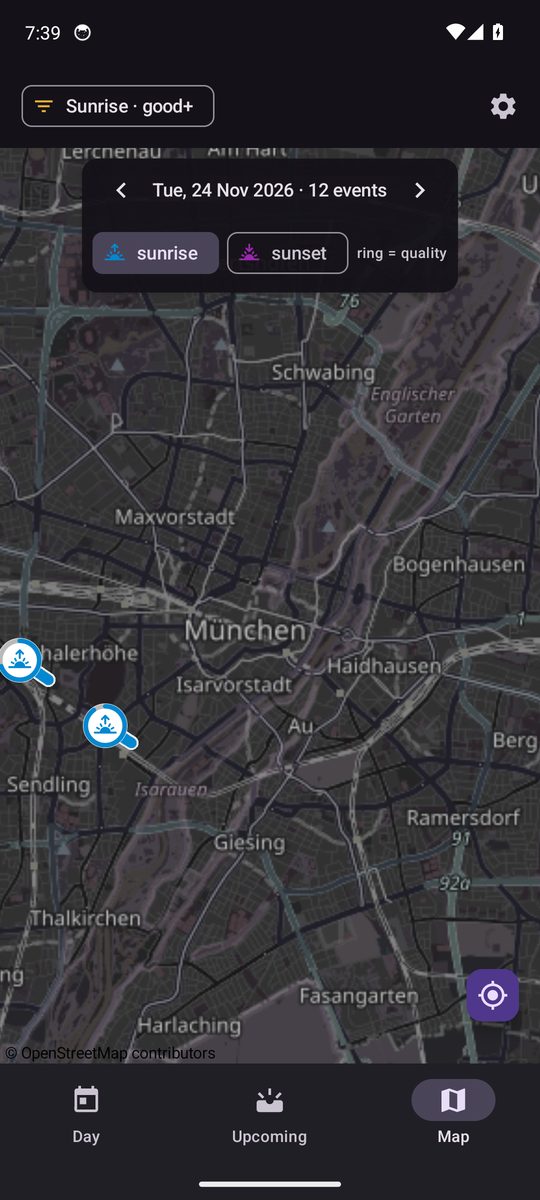 7:39
Sunrise · good+
Lerchenau
Am Hart
Tue, 24 Nov 2026 · 12 events
sunrise
sunset
ring = quality
76
Schwabing
Englischer
Garten
Maxvorstadt
Bogenhausen
1
München
halerhöhe
Haidhausen
Isarvorstadt
Au
Berg
Sendling
Isarauen
Ramersdorf
91
Giesing
92a
Thalkirchen
ng
Fasangarten
Harlaching
© OpenStreetMap contributors
Day
Upcoming
Map